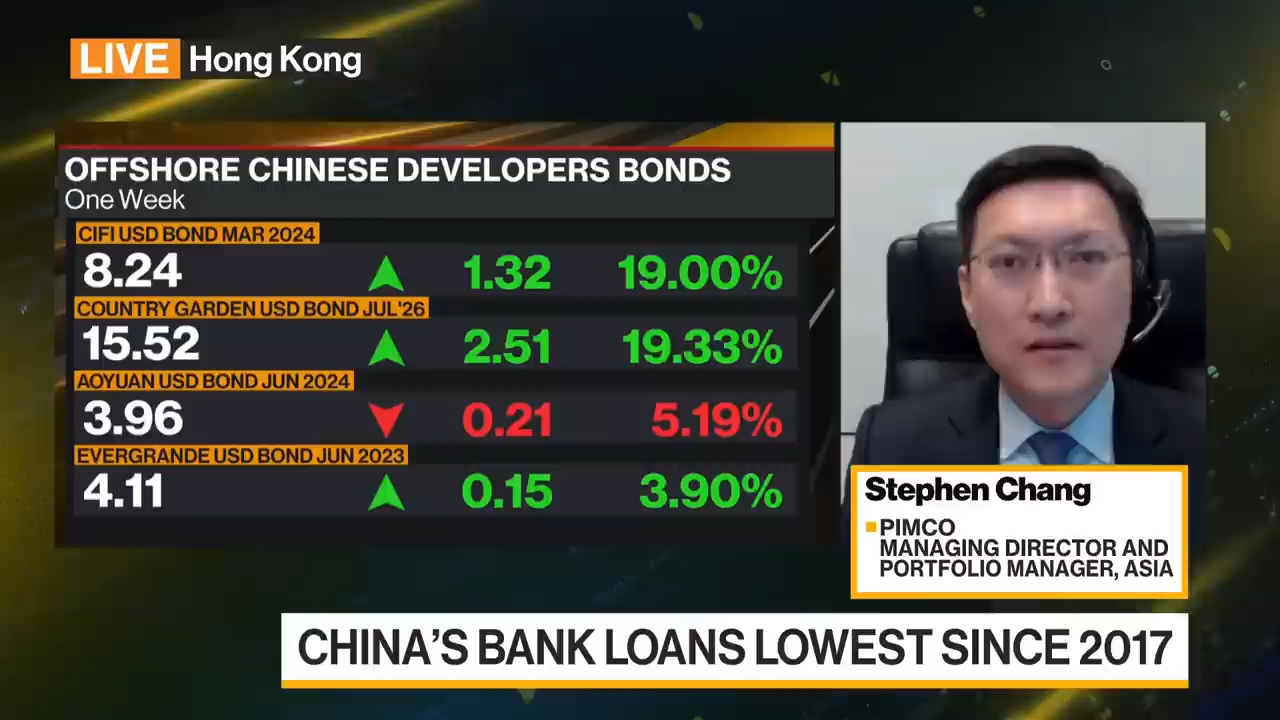 LIVE Hong Kong
OFFSHORE CHINESE DEVELOPERS BONDS
One Week
CIFI USD BOND MAR 2024
8.24 1.32 19.00%
COUNTRY GARDEN USD BOND JUL'26
15.52 2.51 19.33%
AOYUAN USD BOND JUN 2024
3.96 0.21 5.19%
EVERGRANDE USD BOND JUN 2023
4.11 0.15 3.90%
Stephen Chang
PIMCO
MANAGING DIRECTOR AND
PORTFOLIO MANAGER, ASIA
CHINA’S BANK LOANS LOWEST SINCE 2017